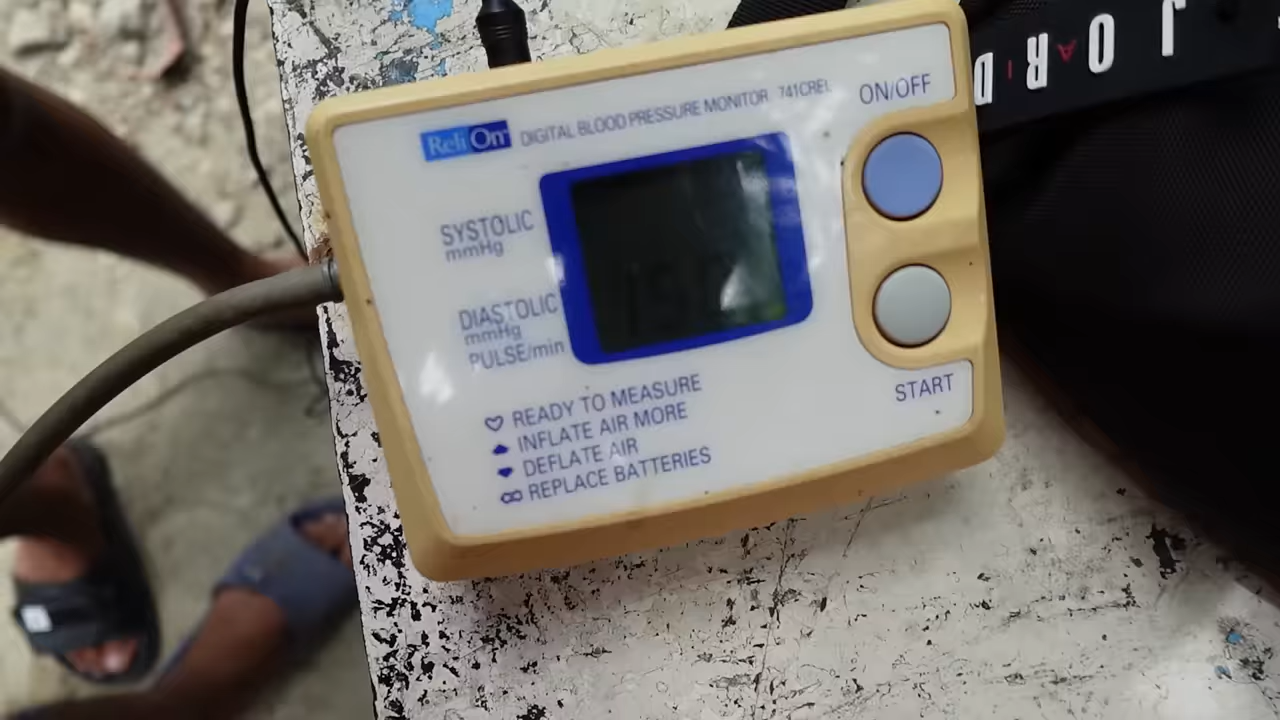 ReliOn DIGITAL BLOOD PRESSURE MONITOR 741CREL
ON/OFF
SYSTOLIC
mmHg
DIASTOLIC
mmHg
PULSE/min
START
READY TO MEASURE
INFLATE AIR MORE
DEFLATE AIR
REPLACE BATTERIES
JORD